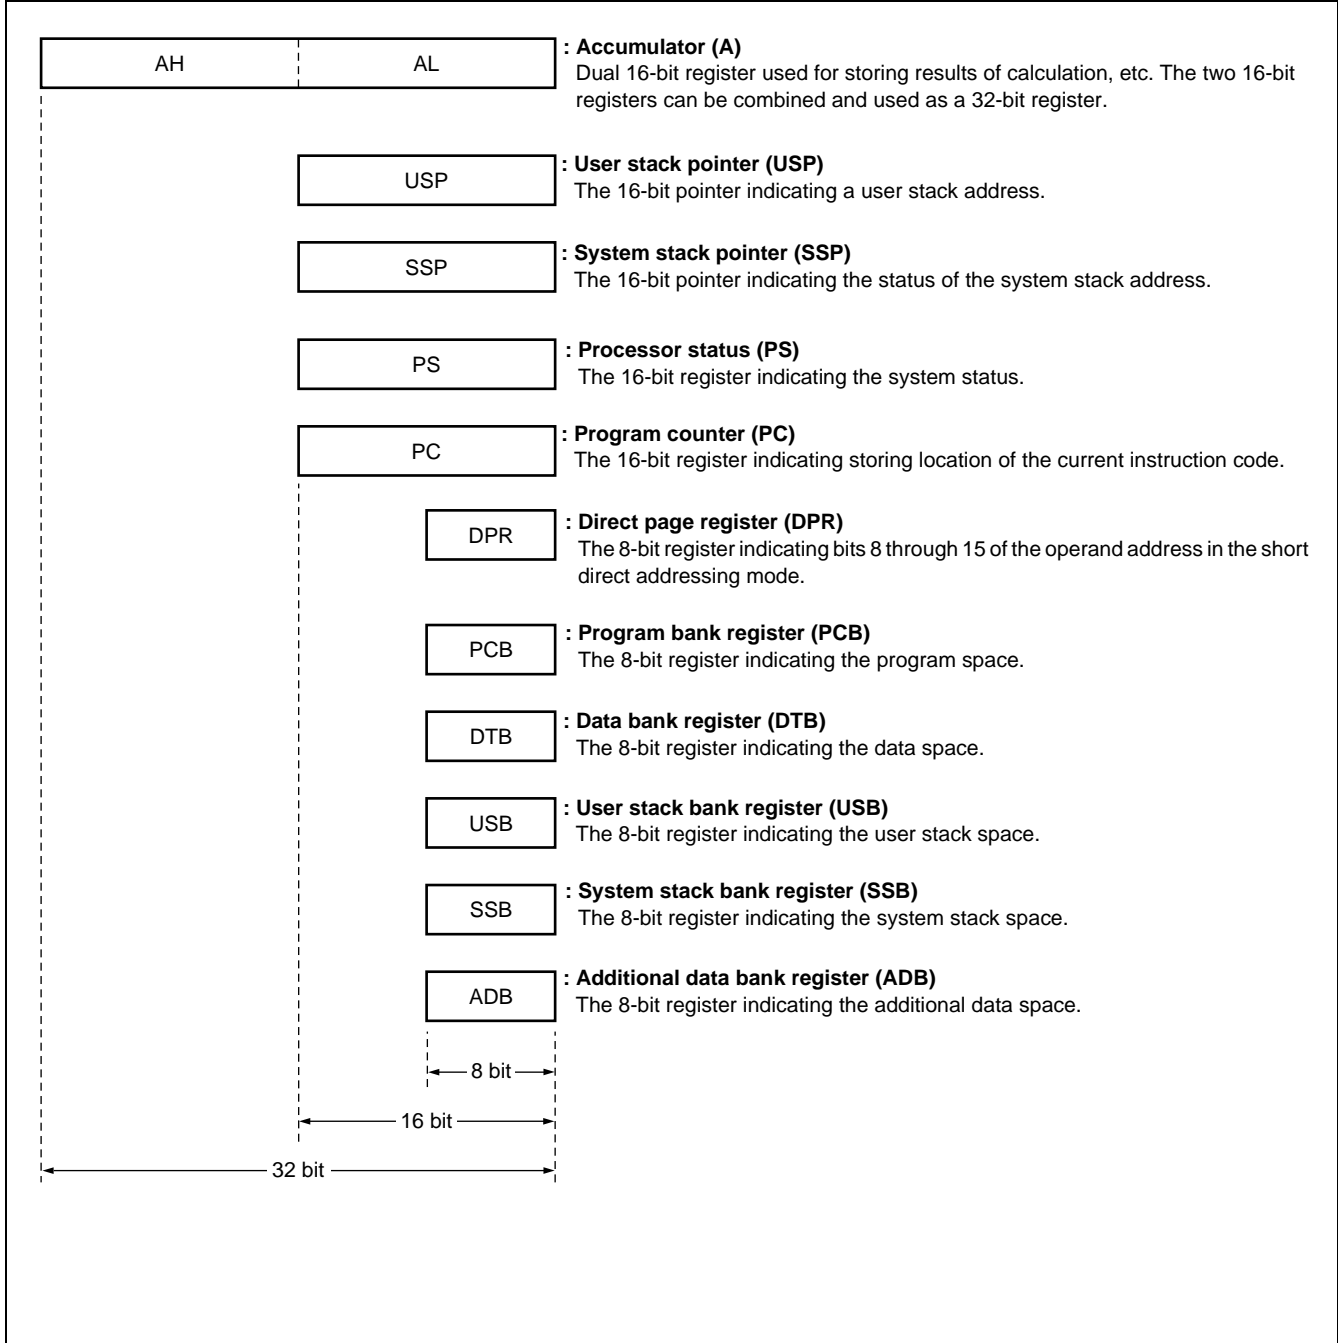 AH
AL
: Accumulator (A)
Dual 16-bit register used for storing results of calculation, etc. The two 16-bit
registers can be combined and used as a 32-bit register.
USP
: User stack pointer (USP)
The 16-bit pointer indicating a user stack address.
SSP
: System stack pointer (SSP)
The 16-bit pointer indicating the status of the system stack address.
PS
: Processor status (PS)
The 16-bit register indicating the system status.
PC
: Program counter (PC)
The 16-bit register indicating storing location of the current instruction code.
DPR
: Direct page register (DPR)
The 8-bit register indicating bits 8 through 15 of the operand address in the short
direct addressing mode.
PCB
: Program bank register (PCB)
The 8-bit register indicating the program space.
DTB
: Data bank register (DTB)
The 8-bit register indicating the data space.
USB
: User stack bank register (USB)
The 8-bit register indicating the user stack space.
SSB
: System stack bank register (SSB)
The 8-bit register indicating the system stack space.
ADB
: Additional data bank register (ADB)
The 8-bit register indicating the additional data space.
8 bit
16 bit
32 bit